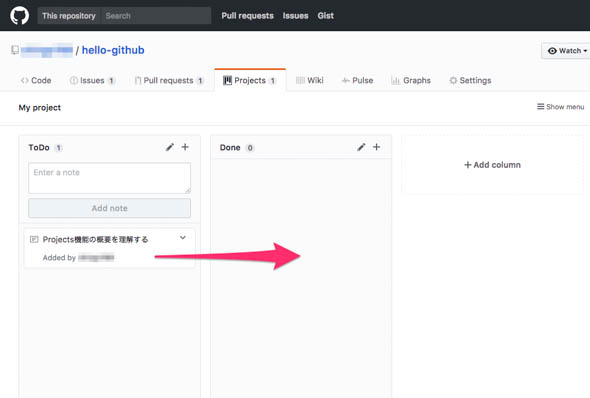 This repository Search Pull requests Issues Gist
/ hello-github Watch
Code Issues 1 Pull requests 1 Projects 1 Wiki Pulse Graphs Settings
My project Show menu
ToDo 1
Enter a note
Add note
Projects機能の概要を理解する
Added by
Done 0
Add column